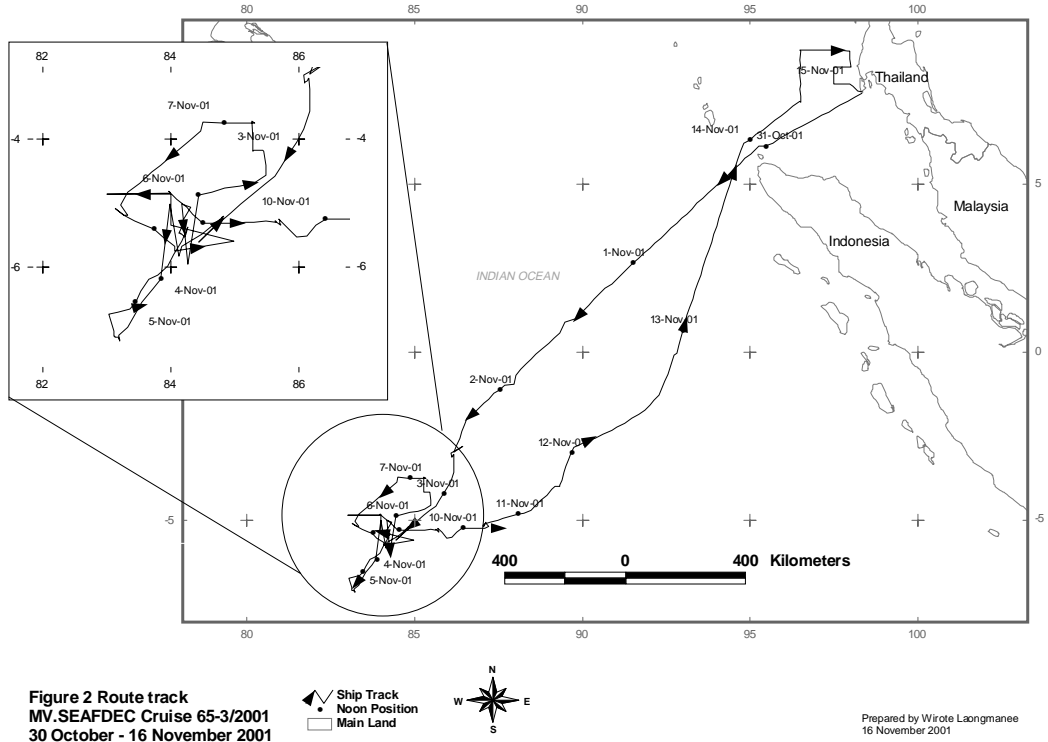 80 85 90 95 100
82 84 86
7-Nov-01
3-Nov-01
-4 -4
6-Nov-01
10-Nov-01
-6 -6
4-Nov-01
5-Nov-01
82 84 86
15-Nov-01
Thailand
14-Nov-01
31-Oct-01
5
Malaysia
Indonesia
1-Nov-01
INDIAN OCEAN
13-Nov-01
0
2-Nov-01
12-Nov-01
7-Nov-01
3-Nov-01
6-Nov-01
11-Nov-01
10-Nov-01
-5 -5
4-Nov-01
5-Nov-01
400 0 400 Kilometers
80 85 90 95 100
Figure 2 Route track
MV.SEAFDEC Cruise 65-3/2001
30 October - 16 November 2001
Ship Track
Noon Position
Main Land
N
W E
S
Prepared by Wirote Laongmanee
16 November 2001